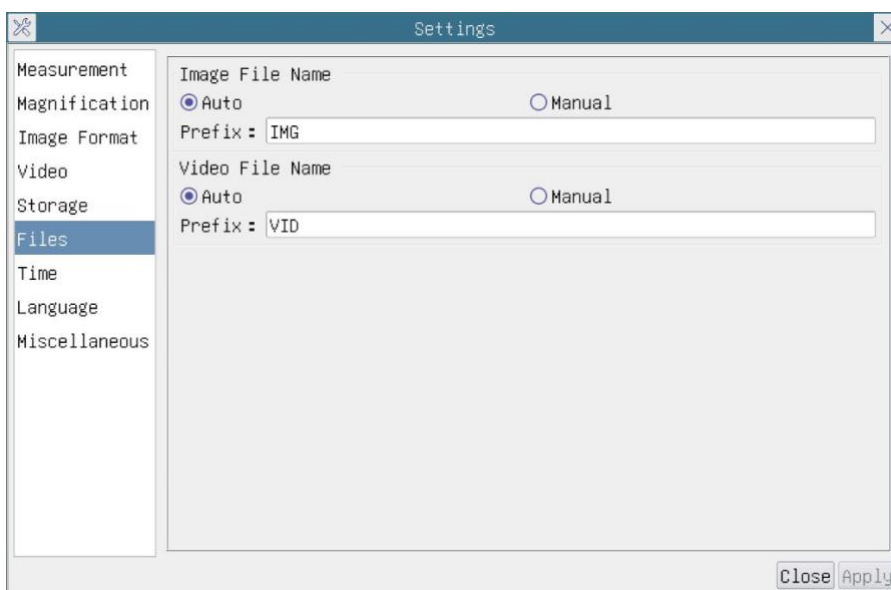 Settings
Measurement
Magnification
Image Format
Video
Storage
Files
Time
Language
Miscellaneous
Image File Name
Auto Manual
Prefix: IMG
Video File Name
Auto Manual
Prefix: VID
Close Apply